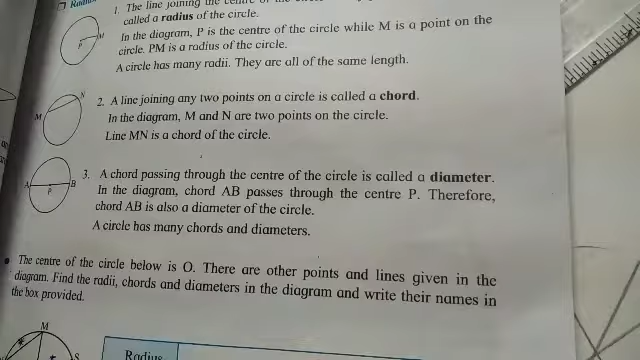 1. The line joining the centre of
called a radius of the circle.
In the diagram, P is the centre of the circle while M is a point on the
circle. PM is a radius of the circle.
A circle has many radii. They are all of the same length.
M
P
N
2. A line joining any two points on a circle is called a chord.
M
In the diagram, M and N are two points on the circle.
Line MN is a chord of the circle.
3. A chord passing through the centre of the circle is called a diameter.
A B
P
In the diagram, chord AB passes through the centre P. Therefore,
chord AB is also a diameter of the circle.
A circle has many chords and diameters.
• The centre of the circle below is O. There are other points and lines given in the
diagram. Find the radii, chords and diameters in the diagram and write their names in
the box provided.
M
S
Radius